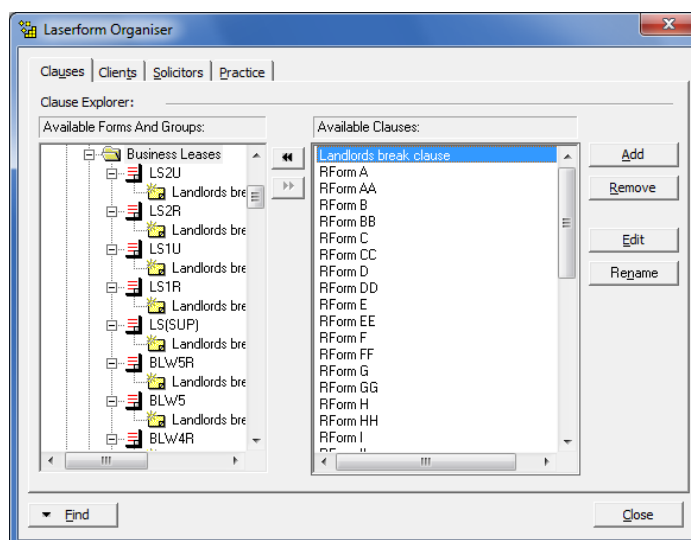 Laserform Organiser
Clauses
Clients
Solicitors
Practice
Clause Explorer:
Available Forms And Groups:
Business Leases
LS2U
Landlords bre
LS2R
Landlords bre
LS1U
Landlords bre
LS1R
Landlords bre
LS(SUP)
Landlords bre
BLW5R
Landlords bre
BLW5
Landlords bre
BLW4R
Available Clauses:
Landlords break clause
RForm A
RForm AA
RForm B
RForm BB
RForm C
RForm CC
RForm D
RForm DD
RForm E
RForm EE
RForm F
RForm FF
RForm G
RForm GG
RForm H
RForm HH
RForm I
Add
Remove
Edit
Rename
Find
Close